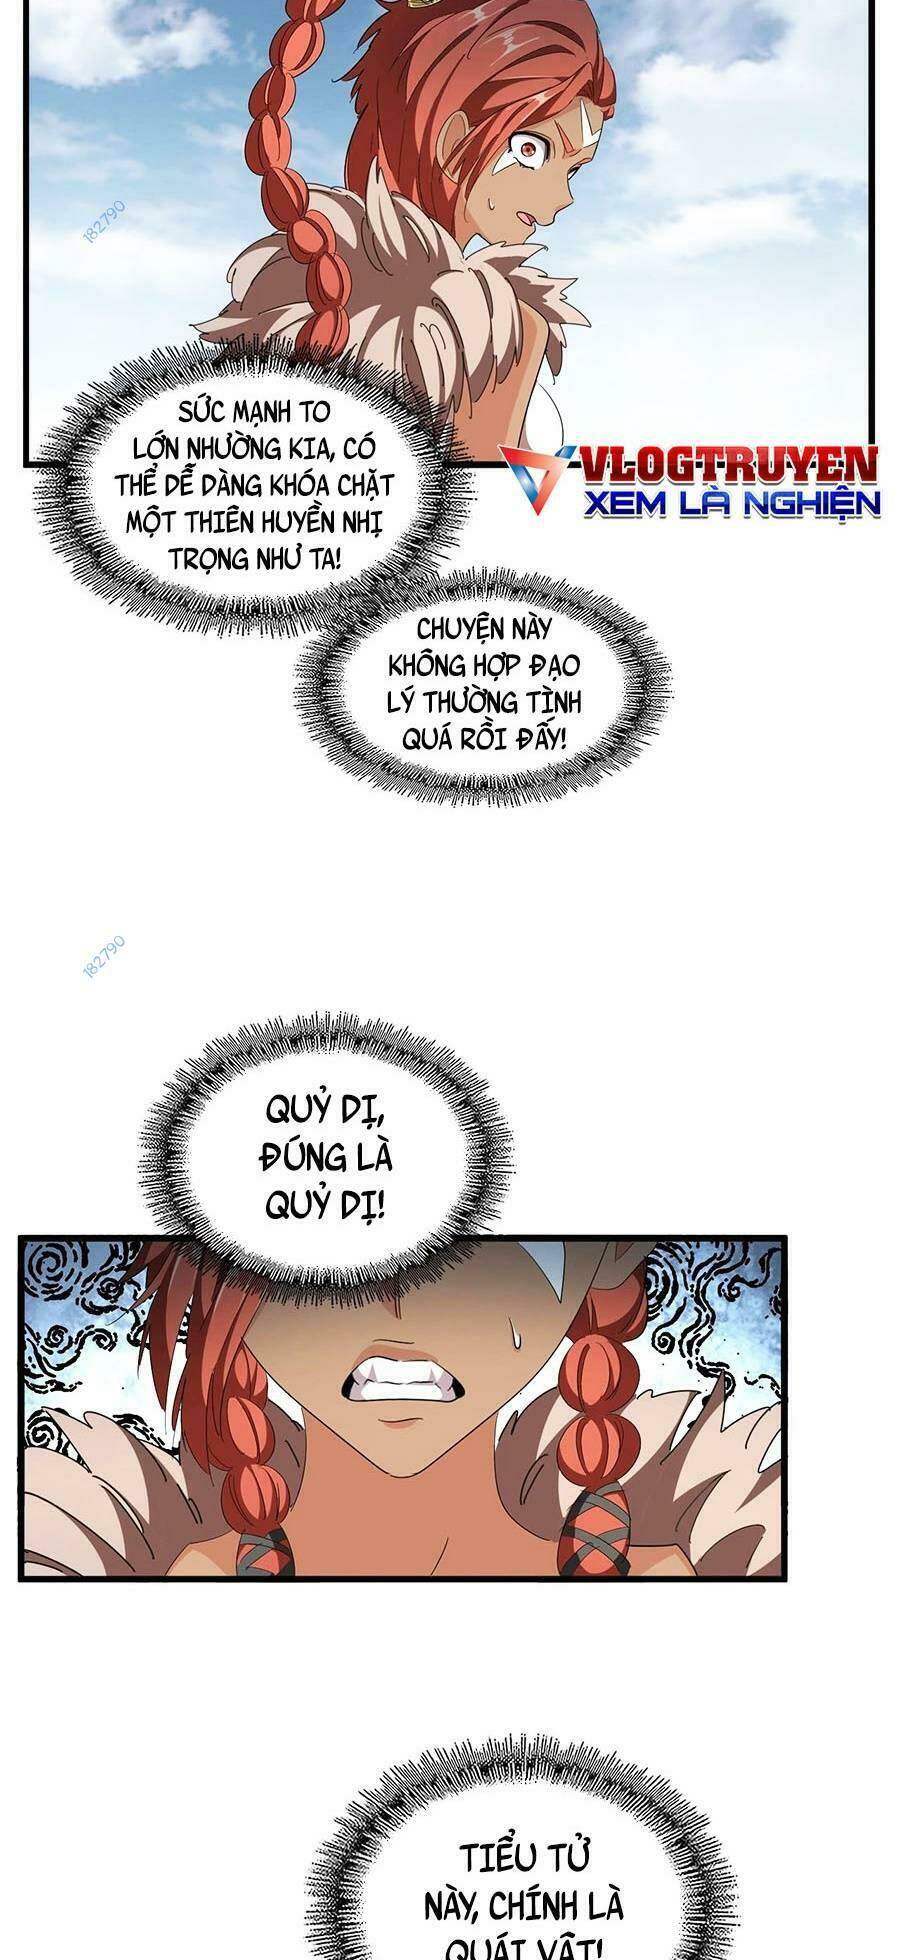 182790
SỨC MẠNH TO
LỚN NHƯỜNG KIA, CÓ
THỂ DỄ DÀNG KHÓA CHẶT
MỘT THIÊN HUYỀN NHỊ
TRỌNG NHƯ TA!
VLOGTRUYEN
XEM LÀ NGHIỆN
CHUYỆN NÀY
KHÔNG HỢP ĐẠO
LÝ THƯỜNG TÌNH
QUÁ RỒI ĐẤY!
182790
QUỶ DỊ,
ĐÚNG LÀ
QUỶ DỊ!
TIỂU TỬ
NÀY, CHÍNH LÀ
QUÁI VẬT!